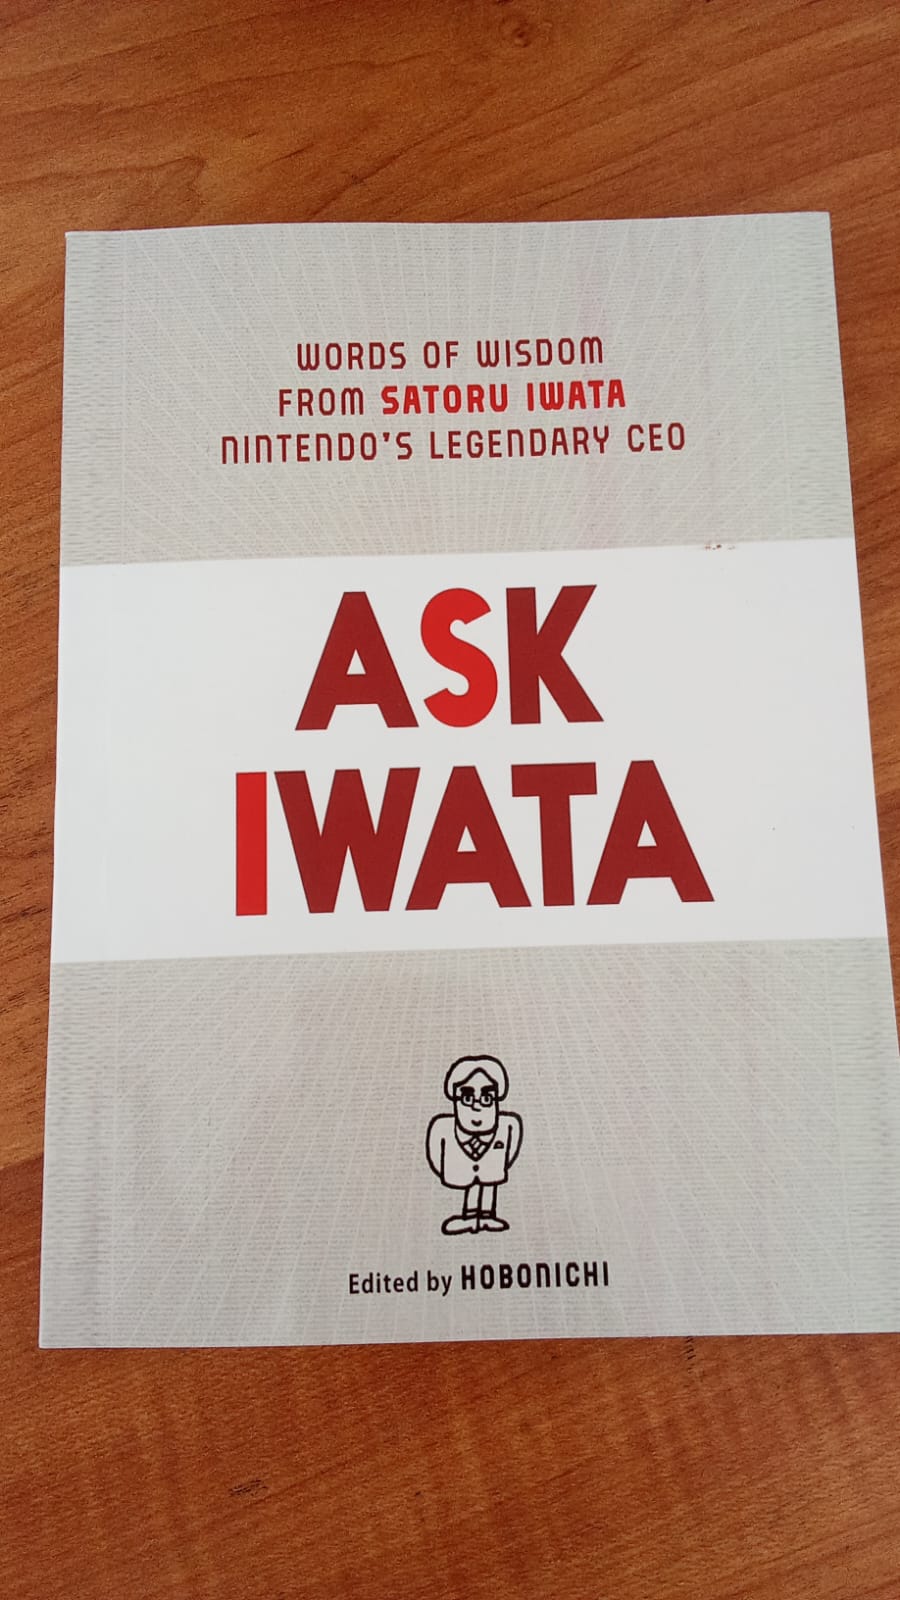 WORDS OF WISDOM
FROM SATORU IWATA
NINTENDO'S LEGENDARY CEO
ASK
IWATA
Edited by HOBONICHI